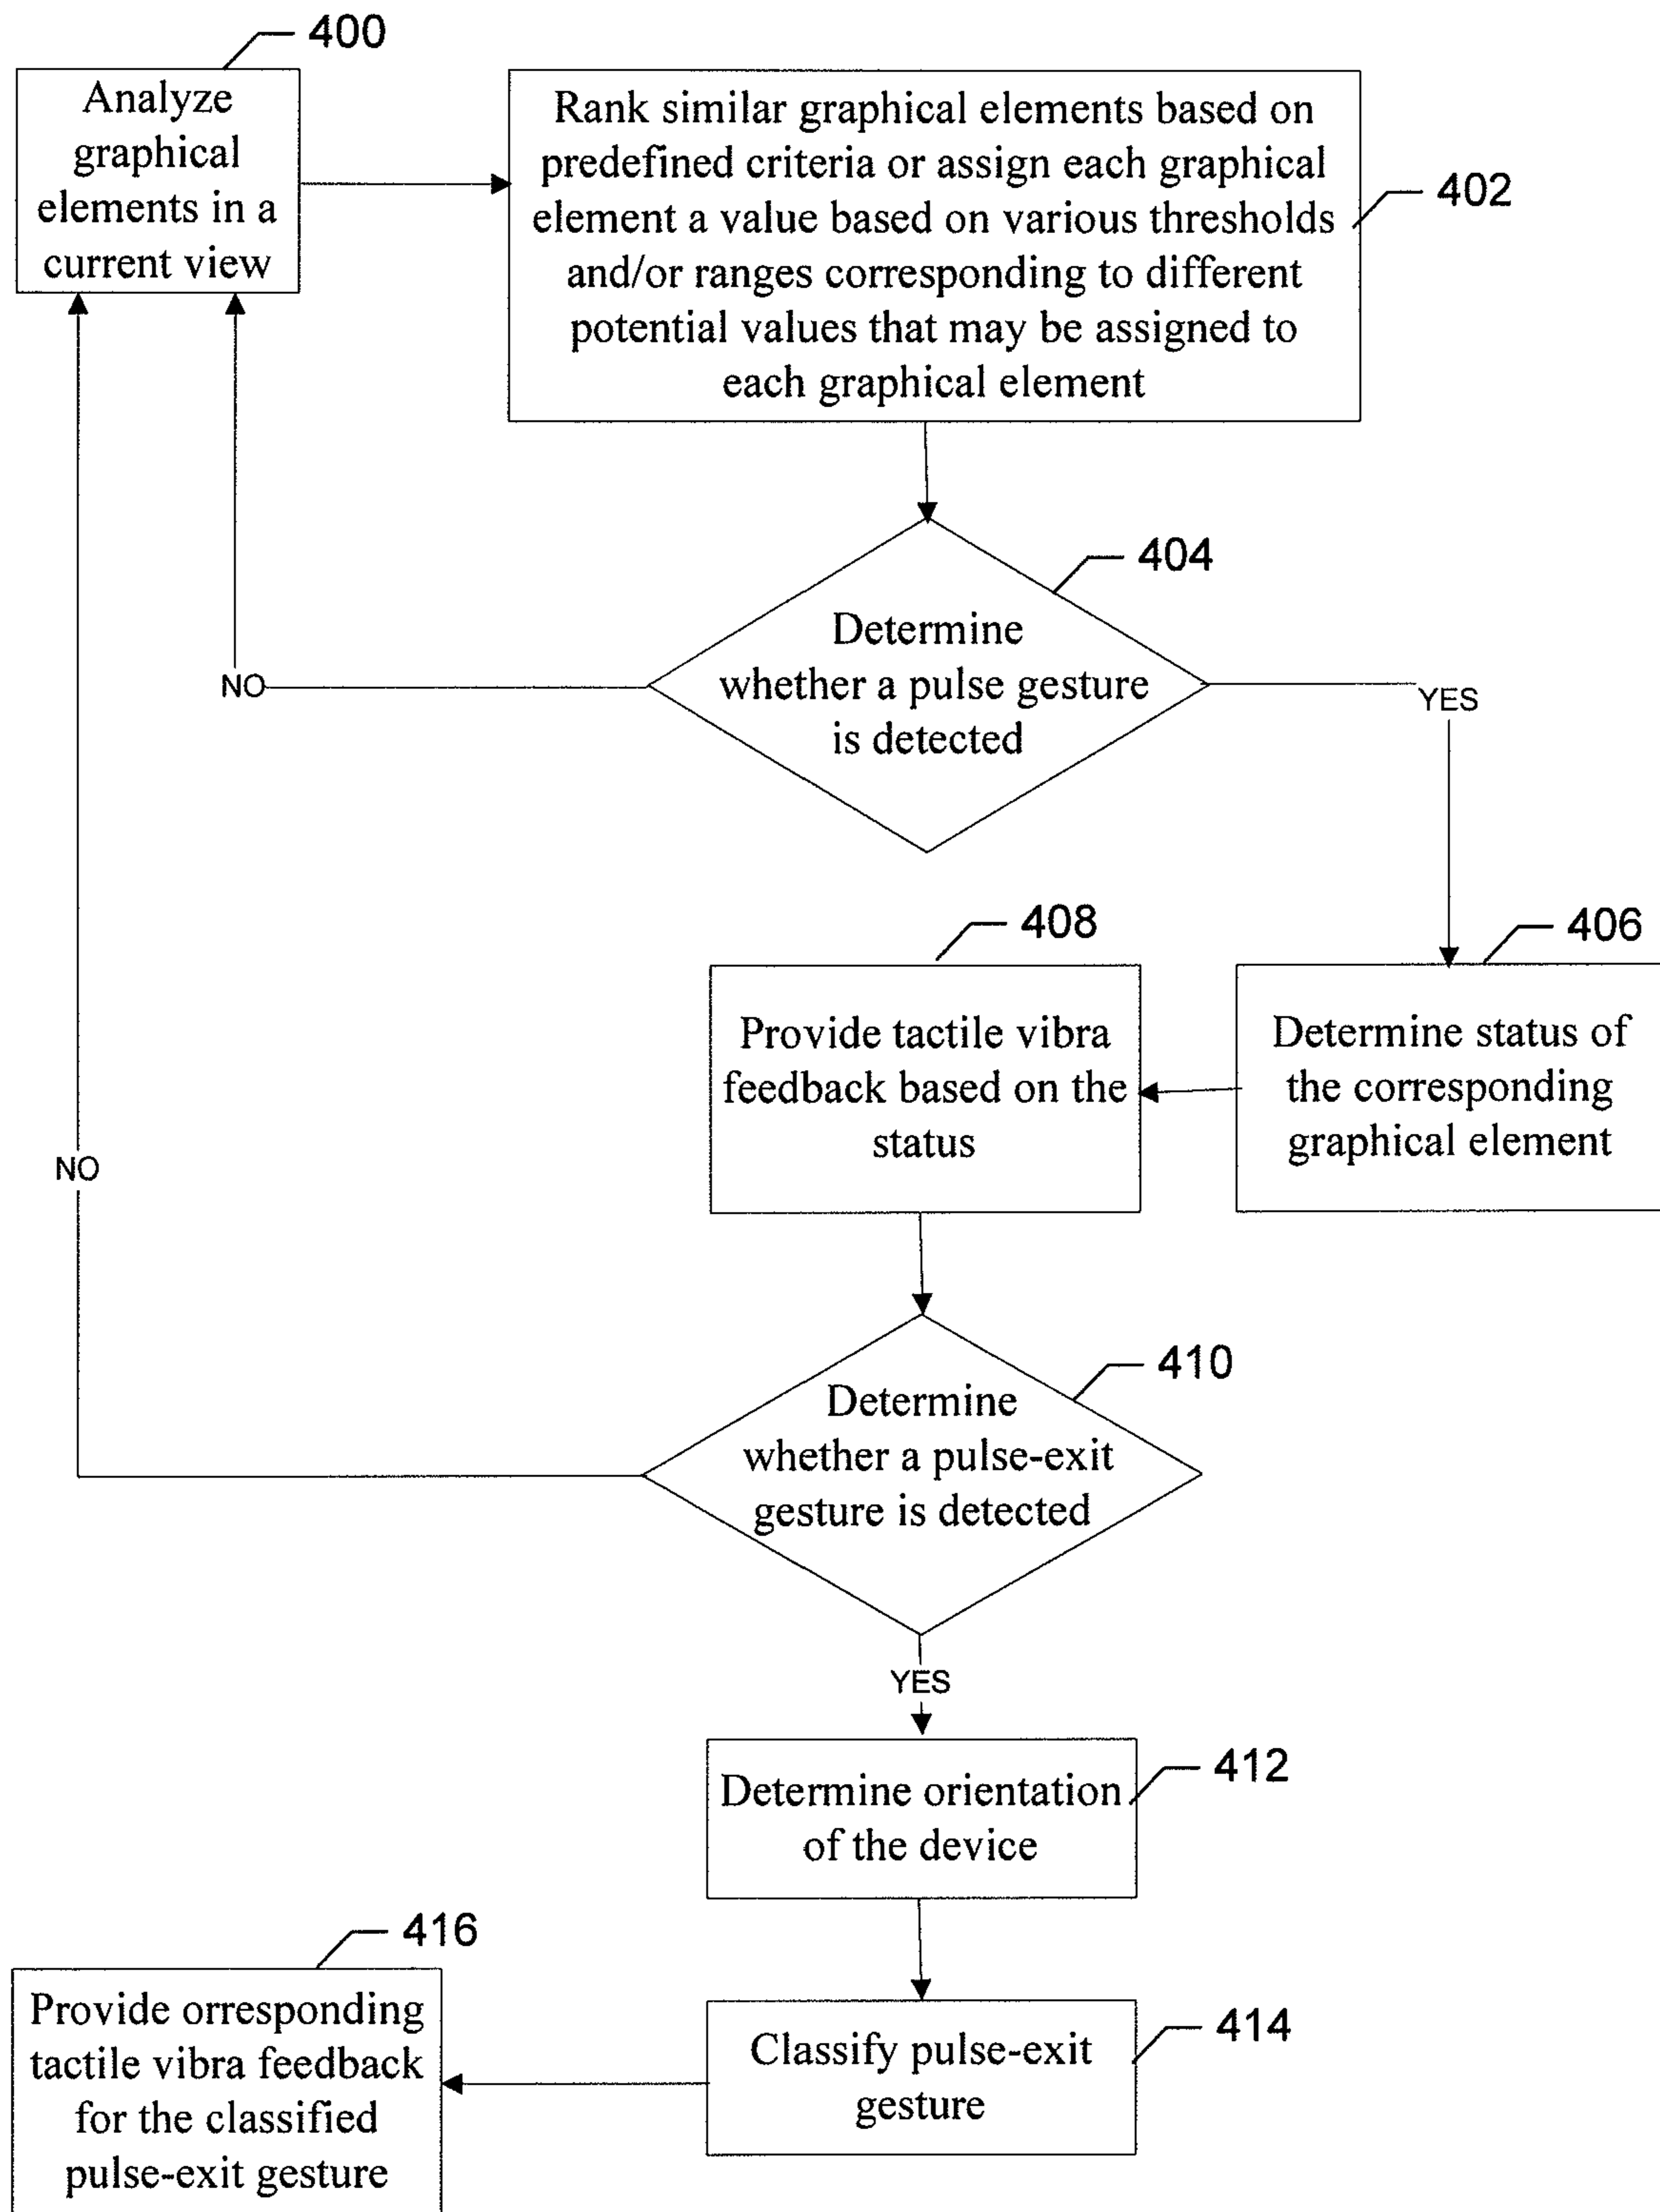 400
Analyze
graphical
elements in a
current view
Rank similar graphical elements based on
predefined criteria or assign each graphical
element a value based on various thresholds
and/or ranges corresponding to different
potential values that may be assigned to
each graphical element
402
404
Determine
whether a pulse gesture
is detected
NO
YES
408
406
Provide tactile vibra
feedback based on the
status
Determine status of
the corresponding
graphical element
NO
410
Determine
whether a pulse-exit
gesture is detected
YES
412
Determine orientation
of the device
416
414
Provide orresponding
tactile vibra feedback
for the classified
pulse-exit gesture
Classify pulse-exit
gesture